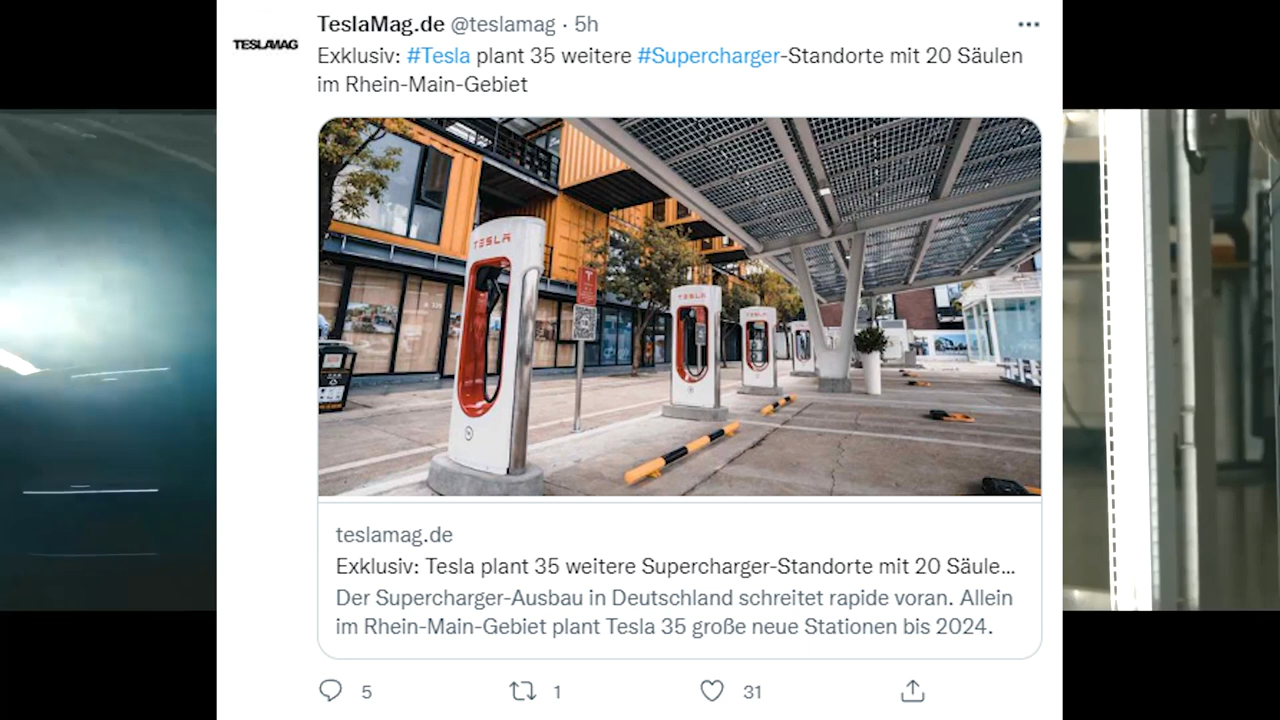 TeslaMag.de @teslamag · 5h
TESLAMAG
Exklusiv: #Tesla plant 35 weitere #Supercharger-Standorte mit 20 Säulen
im Rhein-Main-Gebiet
TESLA
T
TESLA
TESLA
teslamag.de
Exklusiv: Tesla plant 35 weitere Supercharger-Standorte mit 20 Säule...
Der Supercharger-Ausbau in Deutschland schreitet rapide voran. Allein
im Rhein-Main-Gebiet plant Tesla 35 große neue Stationen bis 2024.
5 1 31